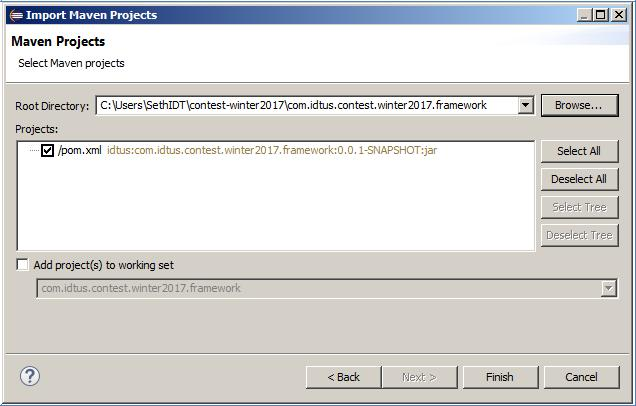 Import Maven Projects
Maven Projects
Select Maven projects
Root Directory: C:\Users\SethIDT\contest-winter2017\com.idtus.contest.winter2017.framework Browse...
Projects:
/pom.xml idtus:com.idtus.contest.winter2017.framework:0.0.1-SNAPSHOT:jar
Select All
Deselect All
Select Tree
Deselect Tree
Add project(s) to working set
com.idtus.contest.winter2017.framework
? < Back Next > Finish Cancel